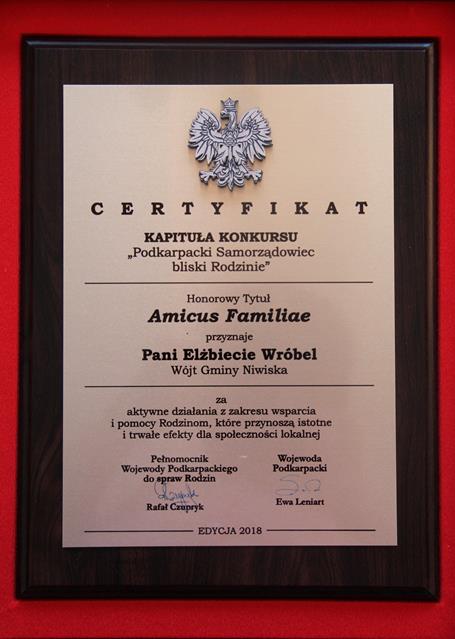 CERTYFIKAT
KAPITUŁA KONKURSU
„Podkarpacki Samorządowiec
bliski Rodzinie”
Honorowy Tytuł
Amicus Familiae
przyznaje
Pani Elżbiecie Wróbel
Wójt Gminy Niwiska
za
aktywne działania z zakresu wsparcia
i pomocy Rodzinom, które przynoszą istotne
i trwałe efekty dla społeczności lokalnej
Pełnomocnik
Wojewody Podkarpackiego
do spraw Rodzin
Rafał Czupryk
Wojewoda
Podkarpacki
Ewa Leniart
EDYCJA 2018